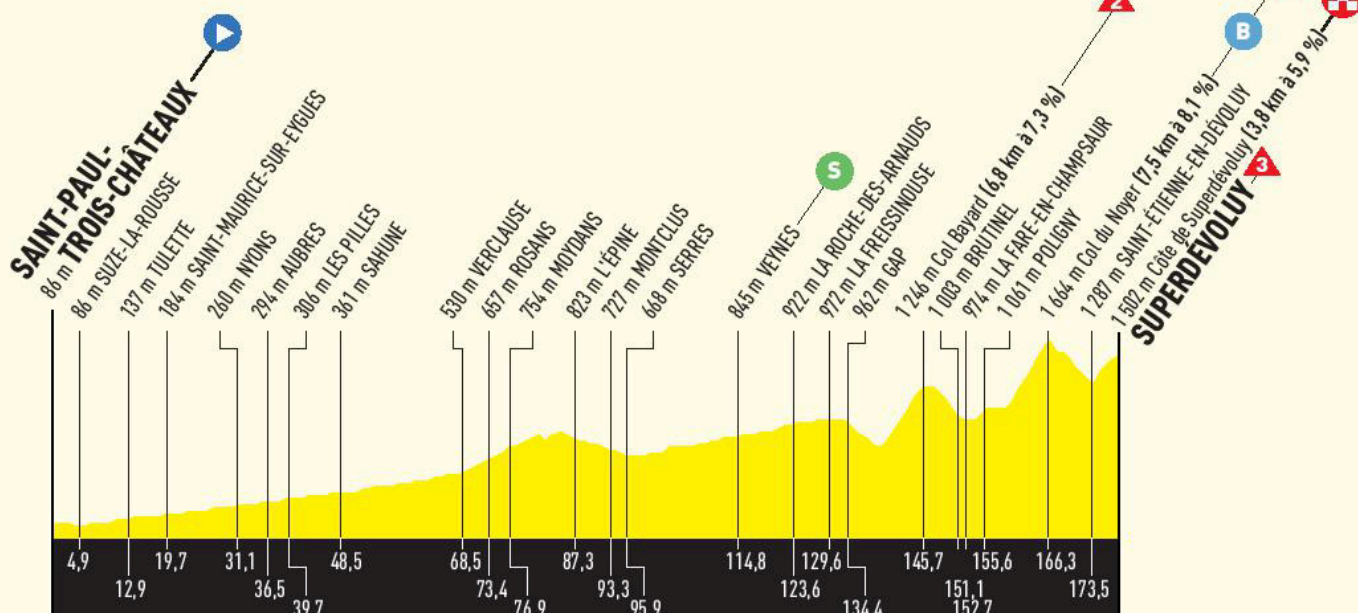 2
B
S
3
SAINT-PAUL-
86 m TROIS-CHÂTEAUX
86 m SUZE-LA-ROUSSE
137 m TULETTE
184 m SAINT-MAURICE-SUR-EYGUES
260 m NYONS
294 m AUBRES
306 m LES PILLES
361 m SAHUNE
530 m VERCLAUSE
657 m ROSANS
754 m MOYDANS
823 m L'ÉPINE
727 m MONTCLUS
668 m SERRES
845 m VEYNES
922 m LA ROCHE-DES-ARNAUDS
972 m LA FREISSINOUSE
962 m GAP
1 246 m Col Bayard (6,8 km à 7,3 %)
1 003 m BRUTINEL
974 m LA FARE-EN-CHAMPSAUR
1 061 m POLIGNY
1 664 m Col du Noyer (7,5 km à 8,1 %)
1 287 m SAINT-ÉTIENNE-EN-DÉVOLUY
1 502 m Côte de Superdévoluy (3,8 km à 5,9 %)
SUPERDÉVOLUY
4,9
12,9
19,7
31,1
36,5
39,7
48,5
68,5
73,4
76,9
87,3
93,3
95,9
114,8
123,6
129,6
134,4
145,7
151,1
152,7
155,6
166,3
173,5